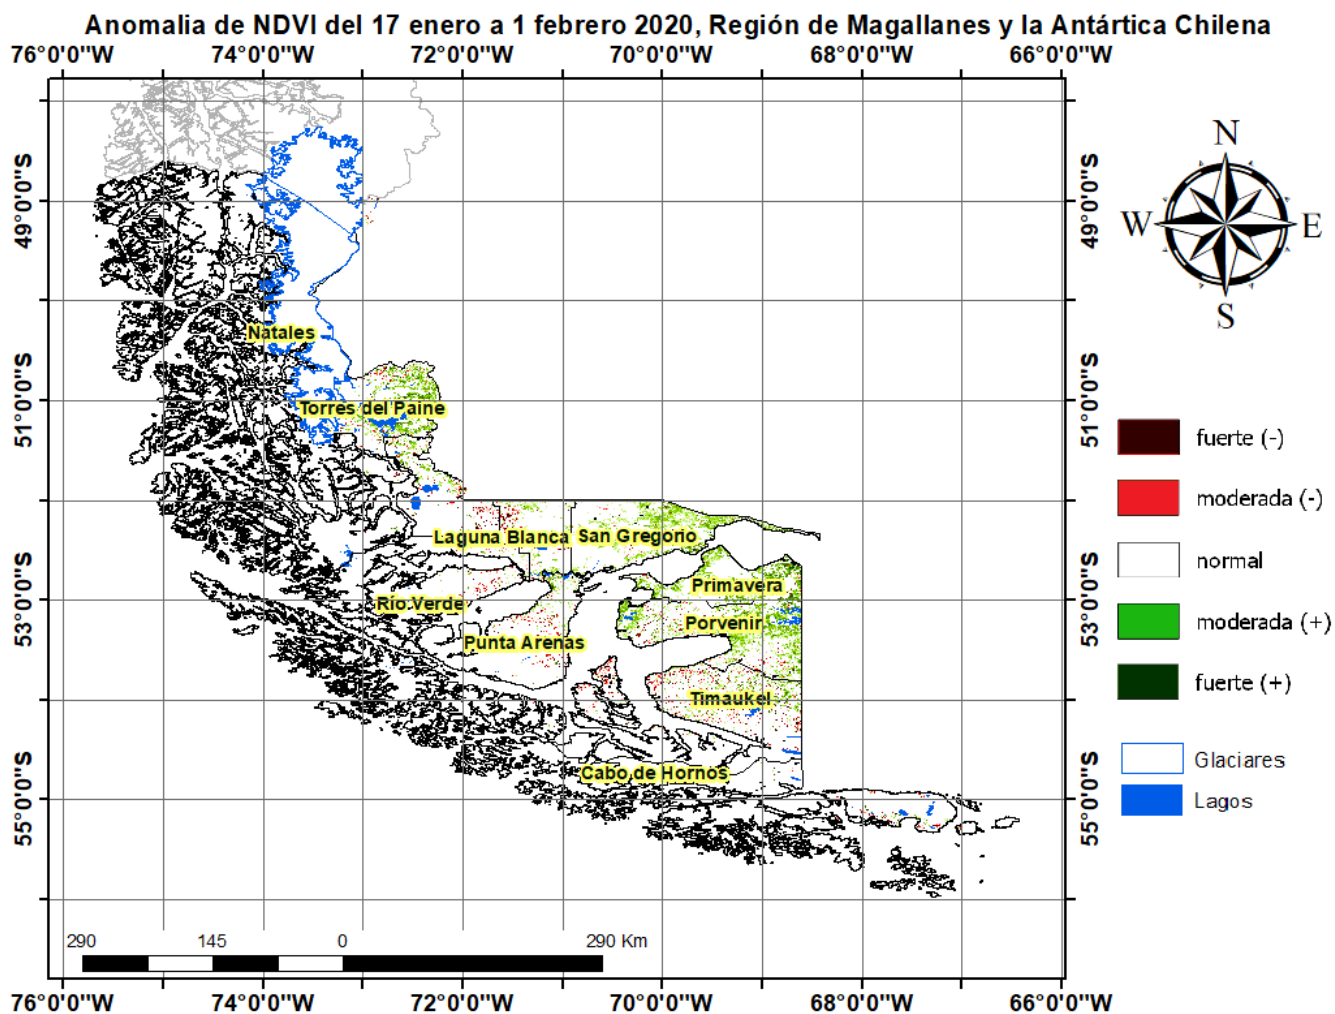 Anomalia de NDVI del 17 enero a 1 febrero 2020, Región de Magallanes y la Antártica Chilena
76°0'0"W 74°0'0"W 72°0'0"W 70°0'0"W 68°0'0"W 66°0'0"W
N
W E
S
49°0'0"S 49°0'0"S
Natales
51°0'0"S 51°0'0"S
Torres del Paine
fuerte (-)
moderada (-)
Laguna Blanca San Gregorio
normal
Primavera
53°0'0"S 53°0'0"S
Río Verde
Porvenir
moderada (+)
Punta Arenas
fuerte (+)
Timaukel
Glaciares
Cabo de Hornos
Lagos
55°0'0"S 55°0'0"S
290 145 0 290 Km
76°0'0"W 74°0'0"W 72°0'0"W 70°0'0"W 68°0'0"W 66°0'0"W